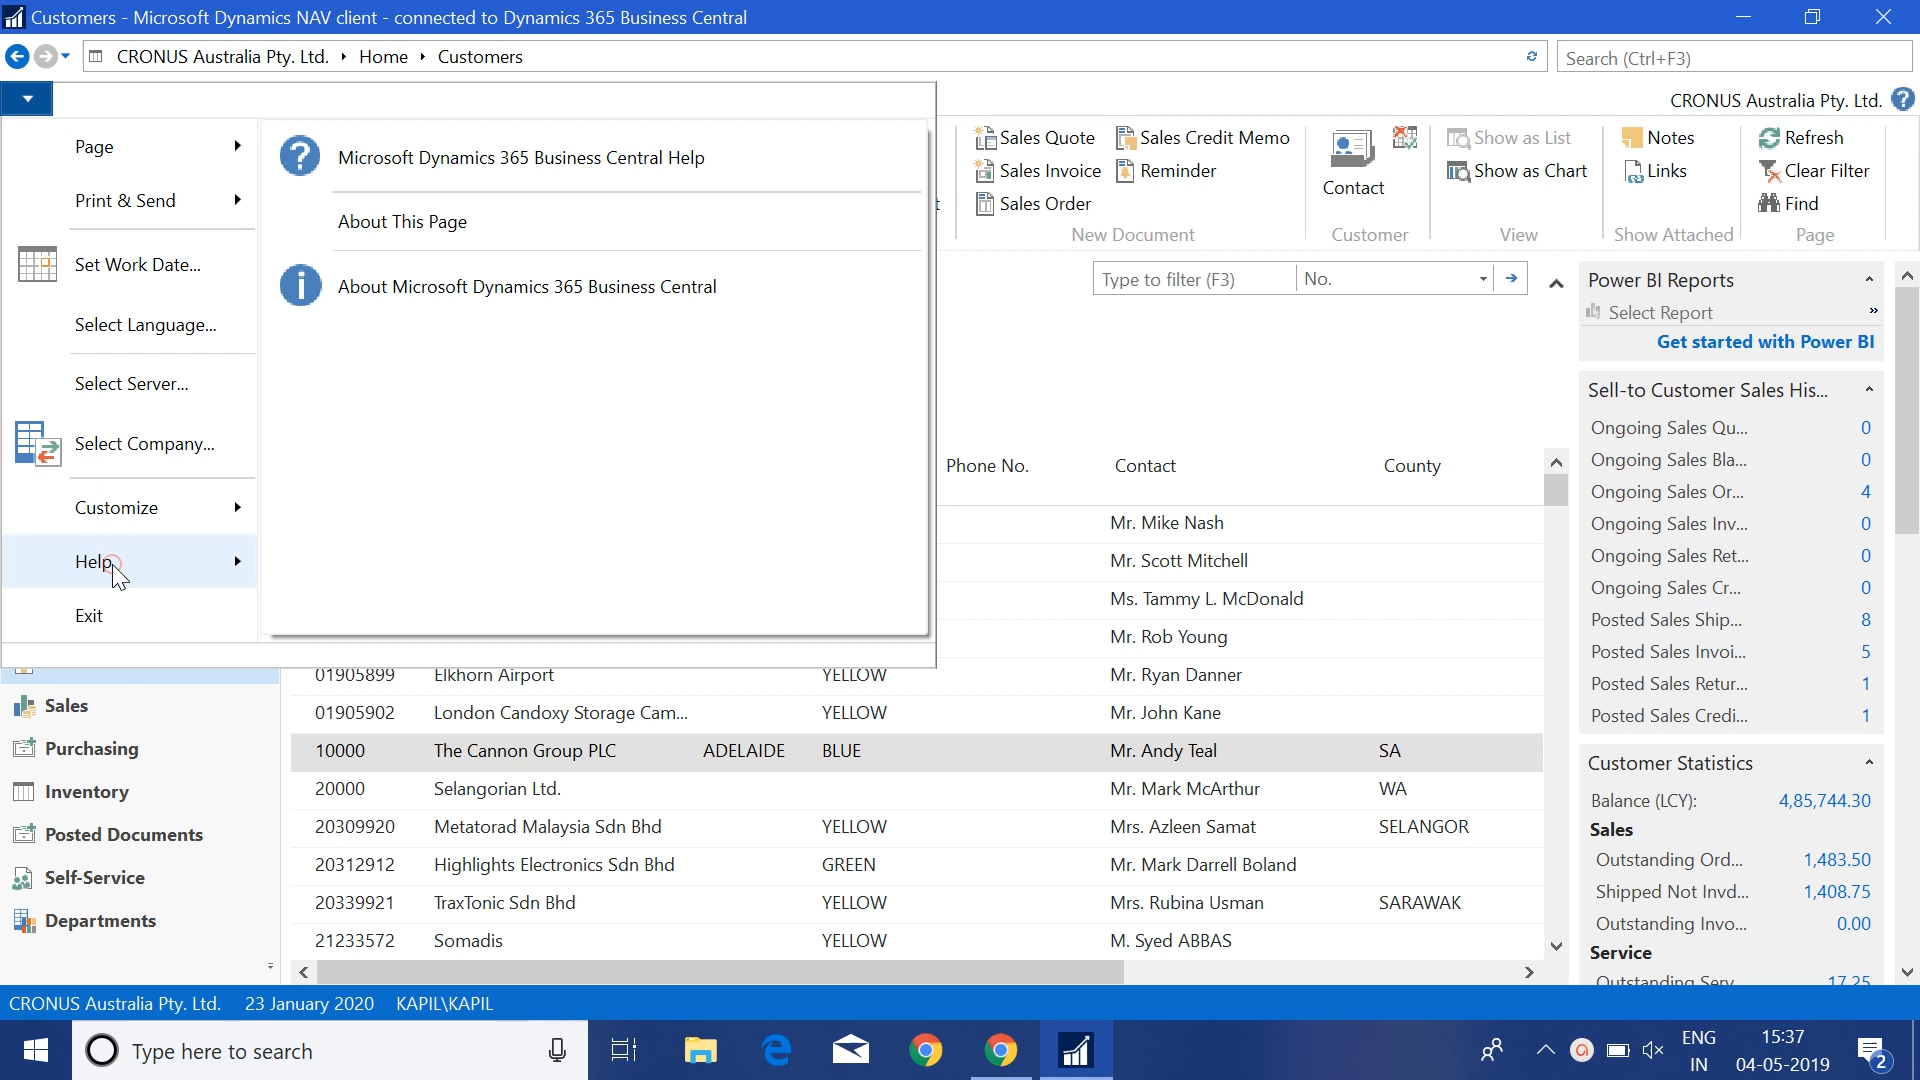 Customers - Microsoft Dynamics NAV client - connected to Dynamics 365 Business Central
CRONUS Australia Pty. Ltd. Home Customers
Search (Ctrl+F3)
CRONUS Australia Pty. Ltd.
Page
Print & Send
Set Work Date...
Select Language...
Select Server...
Select Company...
Customize
Help
Exit
Microsoft Dynamics 365 Business Central Help
About This Page
About Microsoft Dynamics 365 Business Central
Sales Quote
Sales Invoice
Sales Order
Sales Credit Memo
Reminder
New Document
Contact
Customer
Show as List
Show as Chart
View
Notes
Links
Show Attached
Refresh
Clear Filter
Find
Page
Type to filter (F3) No.
Phone No. Contact County
Mr. Mike Nash
Mr. Scott Mitchell
Ms. Tammy L. McDonald
Mr. Rob Young
01905899 Elkhorn Airport YELLOW Mr. Ryan Danner
01905902 London Candoxy Storage Cam... YELLOW Mr. John Kane
10000 The Cannon Group PLC ADELAIDE BLUE Mr. Andy Teal SA
20000 Selangorian Ltd. Mr. Mark McArthur WA
20309920 Metatorad Malaysia Sdn Bhd YELLOW Mrs. Azleen Samat SELANGOR
20312912 Highlights Electronics Sdn Bhd GREEN Mr. Mark Darrell Boland
20339921 TraxTonic Sdn Bhd YELLOW Mrs. Rubina Usman SARAWAK
21233572 Somadis YELLOW M. Syed ABBAS
Sales
Purchasing
Inventory
Posted Documents
Self-Service
Departments
Power BI Reports
Select Report »
Get started with Power BI
Sell-to Customer Sales His...
Ongoing Sales Qu... 0
Ongoing Sales Bla... 0
Ongoing Sales Or... 4
Ongoing Sales Inv... 0
Ongoing Sales Ret... 0
Ongoing Sales Cr... 0
Posted Sales Ship... 8
Posted Sales Invoi... 5
Posted Sales Retur... 1
Posted Sales Credi... 1
Customer Statistics
Balance (LCY): 4,85,744.30
Sales
Outstanding Ord... 1,483.50
Shipped Not Invd... 1,408.75
Outstanding Invo... 0.00
Service
Outstanding Serv... 17.25
CRONUS Australia Pty. Ltd. 23 January 2020 KAPIL\KAPIL
Type here to search
ENG
IN
15:37
04-05-2019
2